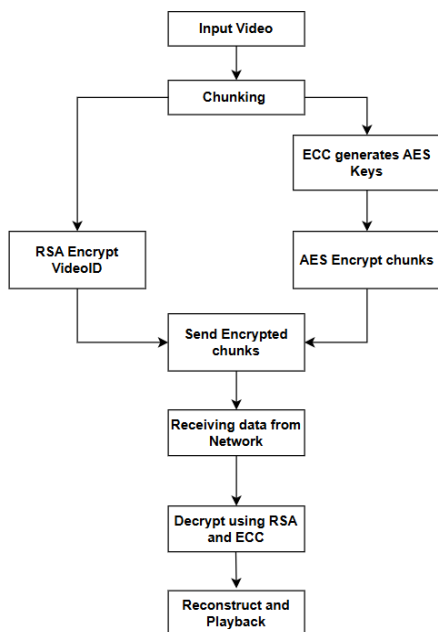 Input Video
Chunking
ECC generates AES
Keys
RSA Encrypt
VideoID
AES Encrypt chunks
Send Encrypted
chunks
Receiving data from
Network
Decrypt using RSA
and ECC
Reconstruct and
Playback